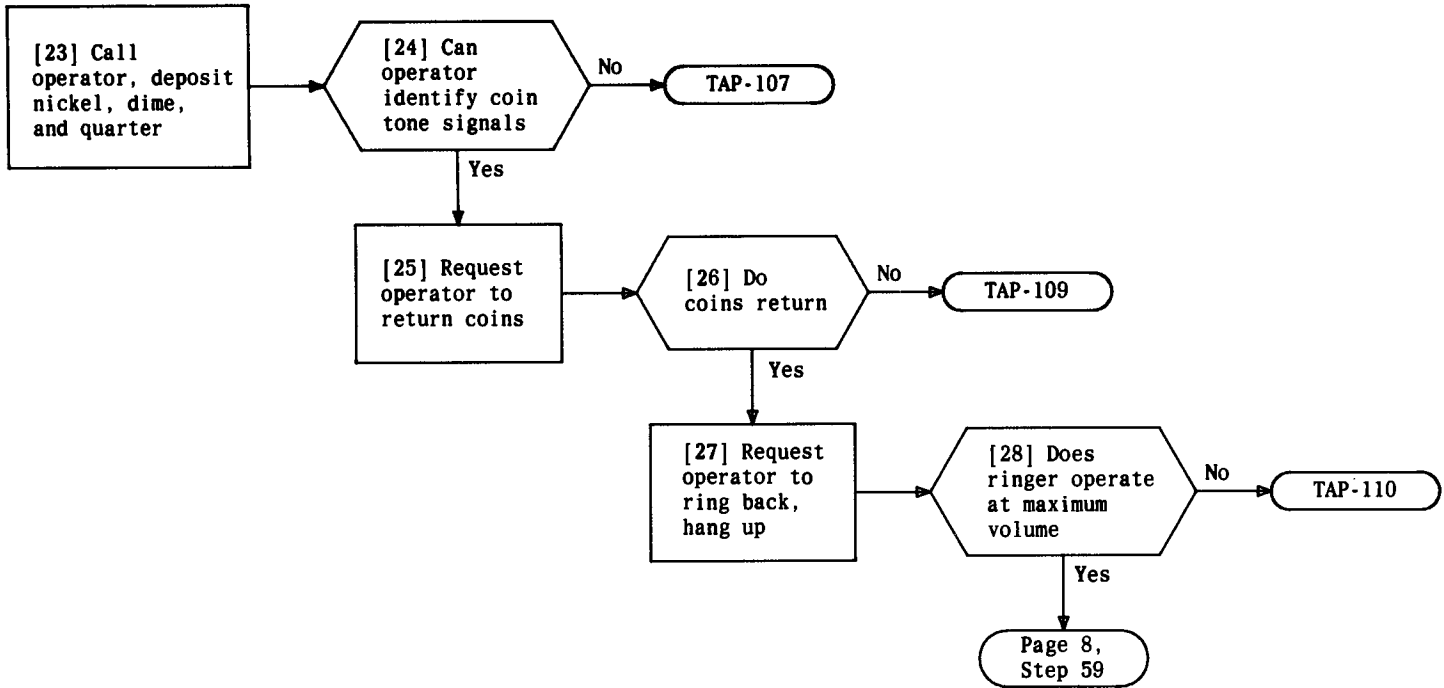 [23] Call
operator, deposit
nickel, dime,
and quarter
[24] Can
operator
identify coin
tone signals
No
TAP-107
Yes
[25] Request
operator to
return coins
[26] Do
coins return
No
TAP-109
Yes
[27] Request
operator to
ring back,
hang up
[28] Does
ringer operate
at maximum
volume
No
TAP-110
Yes
Page 8,
Step 59